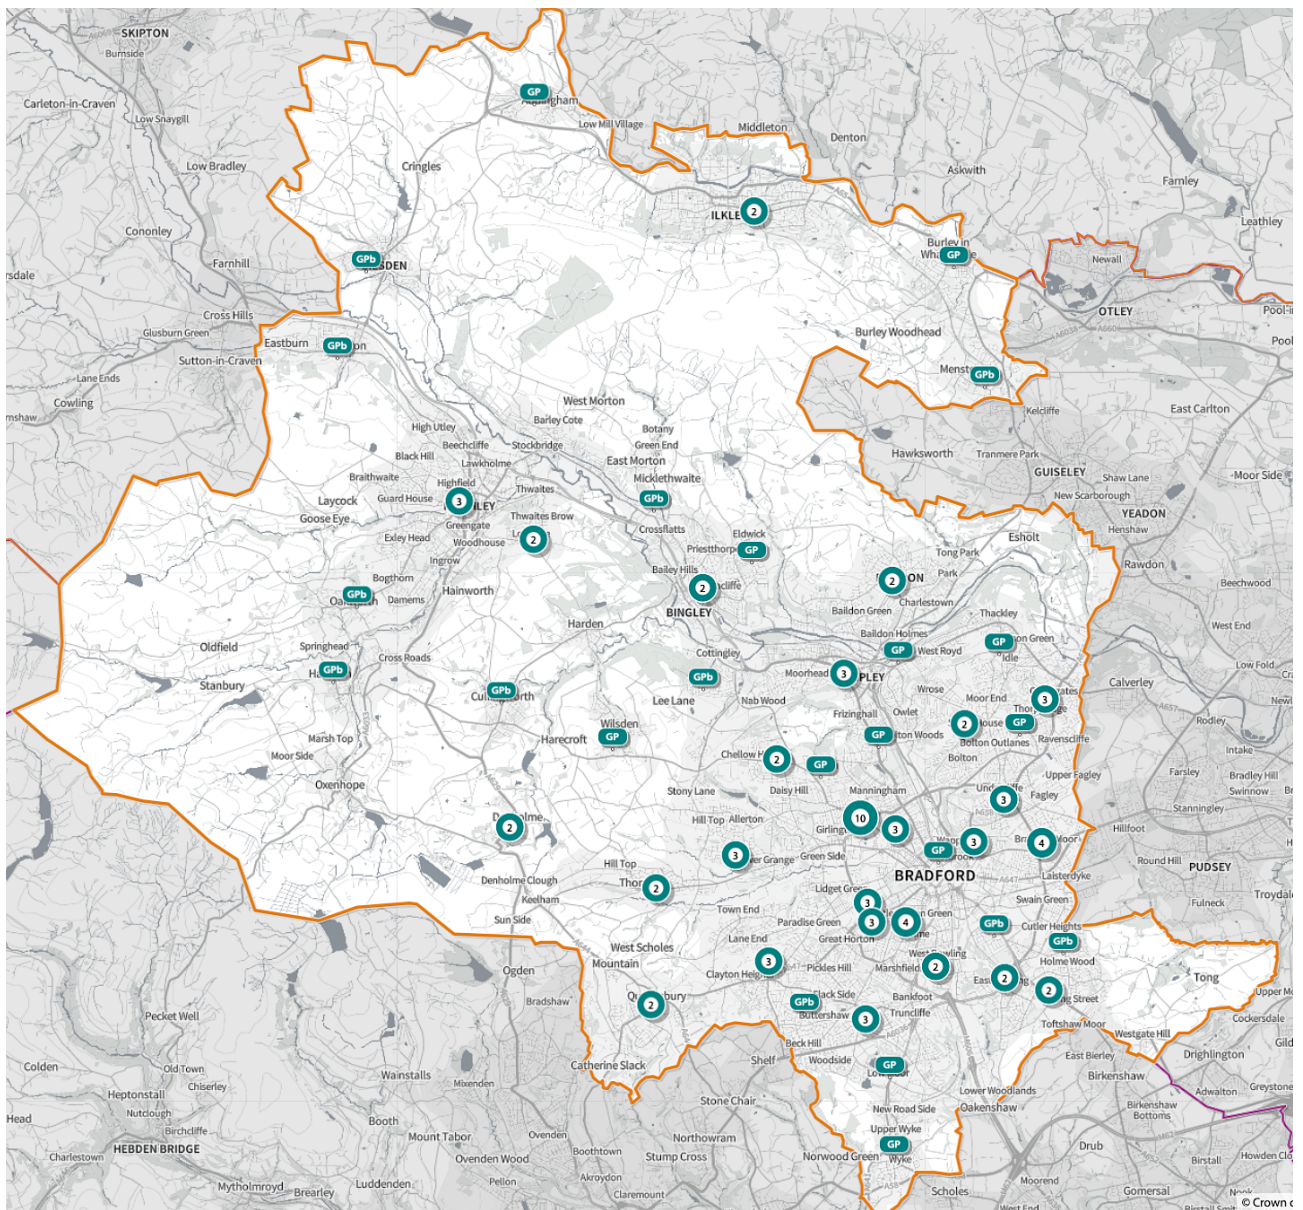 SKIPTON
Burnside
Carleton-in-Craven
Low Snaygill
GP
Low Mill Village
Middleton
Denton
Low Bradley
Cringles
Askwith
Farnley
ILKLE
2
Leathley
Cononley
Farnhill
GPb
Burley in
GP
Newall
Cross Hills
OTLEY
Glusburn Green
Eastburn
GPb
Sutton-in-Craven
Burley Woodhead
Lane Ends
GPb
Cowling
West Morton
Kelcliffe
East Carlton
High Utley
Barley Cote
Botany
Beechcliffe
Stockbridge
Green End
Black Hill
Lawkholme
East Morton
Hawksworth
Tranmere Park
GUISELEY
Moor Side
Braithwaite
Highfield
Thwaites
Micklethwaite
Shaw Lane
Laycock
Guard House
3
GPb
New Scarborough
YEADON
Goose Eye
Greengate
Thwaites Brow
Crossflatts
Eldwick
Henshaw
Exley Head
Woodhouse
2
Priestthorpe
GP
Tong Park
Esholt
Ingrow
Bailey Hills
Rawdon
Bogthorn
Hainworth
2
2
Park
Beechwood
GPb
Damems
BINGLEY
Charlestown
Baildon Green
Thackley
Harden
Baildon Holmes
West End
Oldfield
Springhead
Cottingley
GP
West Royd
GP
Idle
Cross Roads
GPb
Moorhead
3
Low Fold
Stanbury
GPb
GPb
Lee Lane
Nab Wood
Wrose
Moor End
3
Calverley
Frizinghall
Owlet
Rodley
Marsh Top
Harecroft
Wilsden
GP
GP
2
GP
Ravenscliffe
Bolton Outlanes
Intake
Moor Side
2
GP
Bolton
Farsley
Bradley Hill
Oxenhope
Stony Lane
Daisy Hill
Manningham
Upper Fagley
Swinnow
3
Fagley
Stanningley
2
Hill Top
Allerton
10
3
3
4
Hillfoot
3
Green Side
GP
Round Hill
Hill Top
BRADFORD
A647
Laisterdyke
PUDSEY
Denholme Clough
2
Lidget Green
Keelham
3
Swain Green
Fulneck
Sun Side
Town End
Paradise Green
3
4
GPb
Cutler Heights
West Scholes
Lane End
Great Horton
GPb
Holme Wood
Mountain
3
Pickles Hill
Marshfield
2
2
Tong
Ogden
Clayton Heights
2
Bradshaw
2
GPb
Slack Side
Bankfoot
Buttershaw
3
Truncliffe
Toftshaw Moor
Westgate Hill
Cockersdale
Pecket Well
Beck Hill
A6036
East Bierley
Drighlington
Catherine Slack
Shelf
Woodside
GP
Birkenshaw
Colden
Old Town
Wainstalls
Adwalton
Heptonstall
Chiserley
Mixenden
Stone Chair
Lower Woodlands
Nutclough
New Road Side
Oakenshaw
Birkenshaw
Bottoms
Birchcliffe
Booth
Upper Wyke
HEBDEN BRIDGE
Mount Tabor
Ovenden
Northowram
GP
Wyke
Drub
Charlestown
Ovenden Wood
Boothtown
Stump Cross
Norwood Green
Birstall
Mytholmroyd
Brearley
Luddenden
Pellon
Akroydon
Claremount
Scholes
Moorend
Gomersal
West End
© Crown